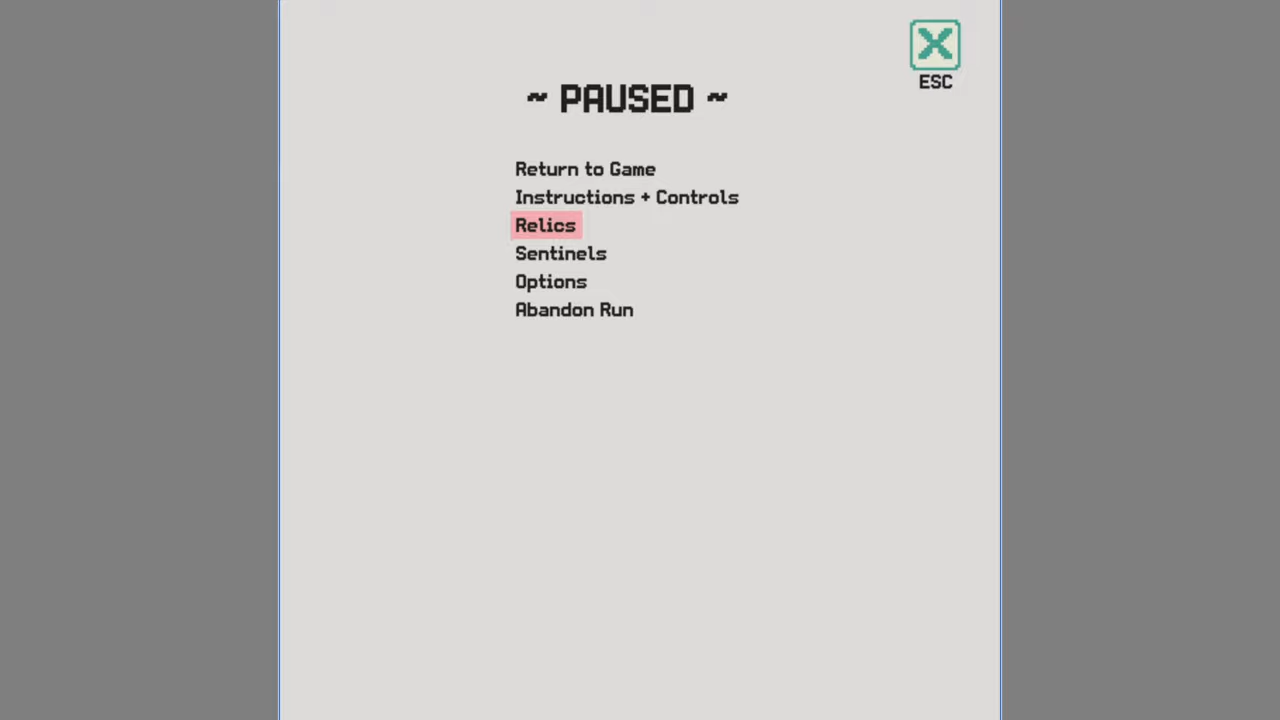 ~ PAUSED ~
ESC
Return to Game
Instructions + Controls
Relics
Sentinels
Options
Abandon Run